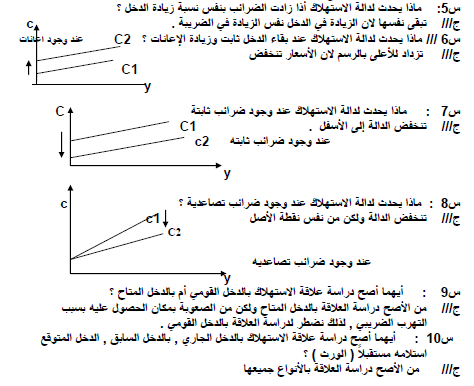 س5: ماذا يحدث لدالة الاستهلاك أذا زادت الضرائب بنفس نسبة زيادة الدخل ؟
ج/// تبقى نفسها لان الزيادة في الدخل نفس الزيادة في الضريبة .
س6 /// ماذا يحدث لدالة الاستهلاك عند بقاء الدخل ثابت وزيادة الإعانات ؟
ج/// تزداد للأعلى بالرسم لان الأسعار تنخفض
c
عند وجود اعانات
C2
C1
y
س7 : ماذا يحدث لدالة الاستهلاك عند وجود ضرائب ثابتة
ج/// تنخفض الدالة إلى الأسفل .
عند وجود ضرائب ثابته
C
C1
c2
y
س8 : ماذا يحدث لدالة الاستهلاك عند وجود ضرائب تصاعدية ؟
ج/// تنخفض الدالة ولكن من نفس نقطة الأصل
c
c1
C2
عند وجود ضرائب تصاعديه
y
س9 : أيهما أصح دراسة علاقة الاستهلاك بالدخل القومي أم بالدخل المتاح ؟
ج/// من الأصح دراسة العلاقة بالدخل المتاح ولكن من الصعوبة بمكان الحصول عليه بسبب
التهرب الضريبي , لذلك نضطر لدراسة العلاقة بالدخل القومي .
س10 : أيهما أصح دراسة علاقة الاستهلاك بالدخل الجاري , بالدخل السابق , الدخل المتوقع
استلامه مستقبلاً ( الورث ) ؟
ج/// من الأصح دراسة العلاقة بالأنواع جميعها